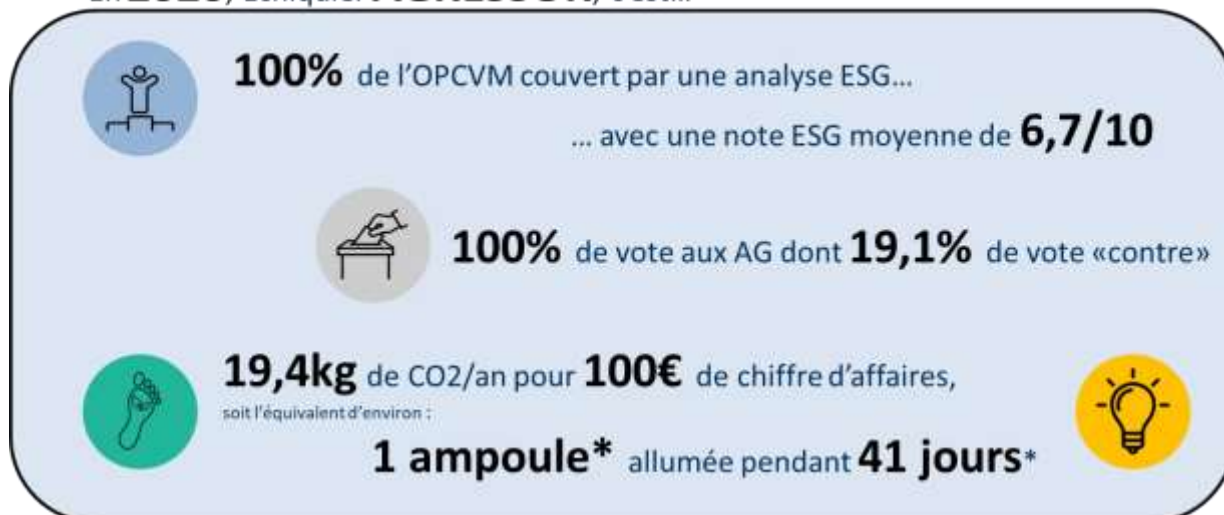 100% de l'OPCVM couvert par une analyse ESG...
... avec une note ESG moyenne de 6,7/10
100% de vote aux AG dont 19,1% de vote «contre»
19,4kg de CO2/an pour 100€ de chiffre d'affaires,
soit l'équivalent d'environ :
1 ampoule* allumée pendant 41 jours*